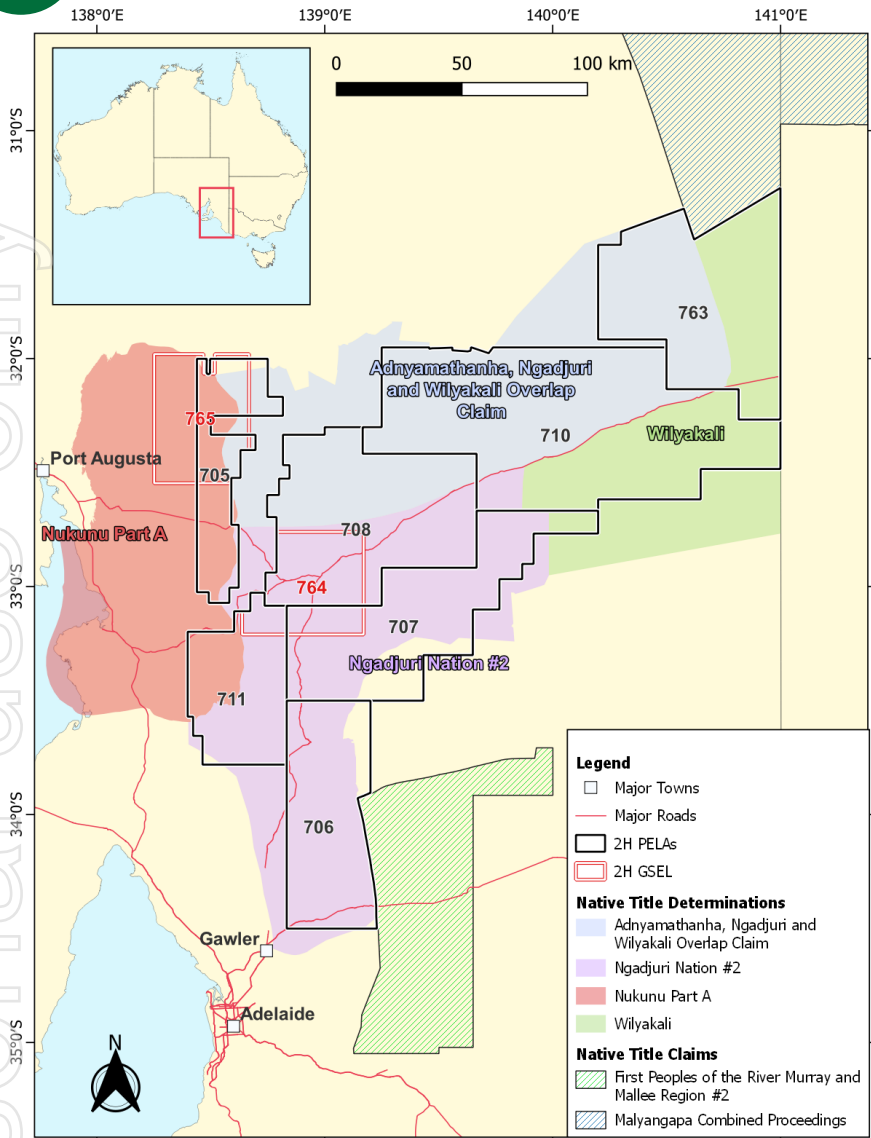 138°0'E
139°0'E
140°0'E
141°0'E
0
50
100 km
31°0'S
32°0'S
33°0'S
34°0'S
35°0'S
763
Adnyamathanha, Ngadjuri
and Wilyakali Overlap
Claim
765
710
Wilyakali
Port Augusta
705
Nukunu Part A
708
764
707
Ngadjuri Nation #2
711
706
Gawler
Adelaide
N
Legend
Major Towns
Major Roads
2H PELAs
2H GSEL
Native Title Determinations
Adnyamathanha, Ngadjuri and
Wilyakali Overlap Claim
Ngadjuri Nation #2
Nukunu Part A
Wilyakali
Native Title Claims
First Peoples of the River Murray and
Mallee Region #2
Malyangapa Combined Proceedings